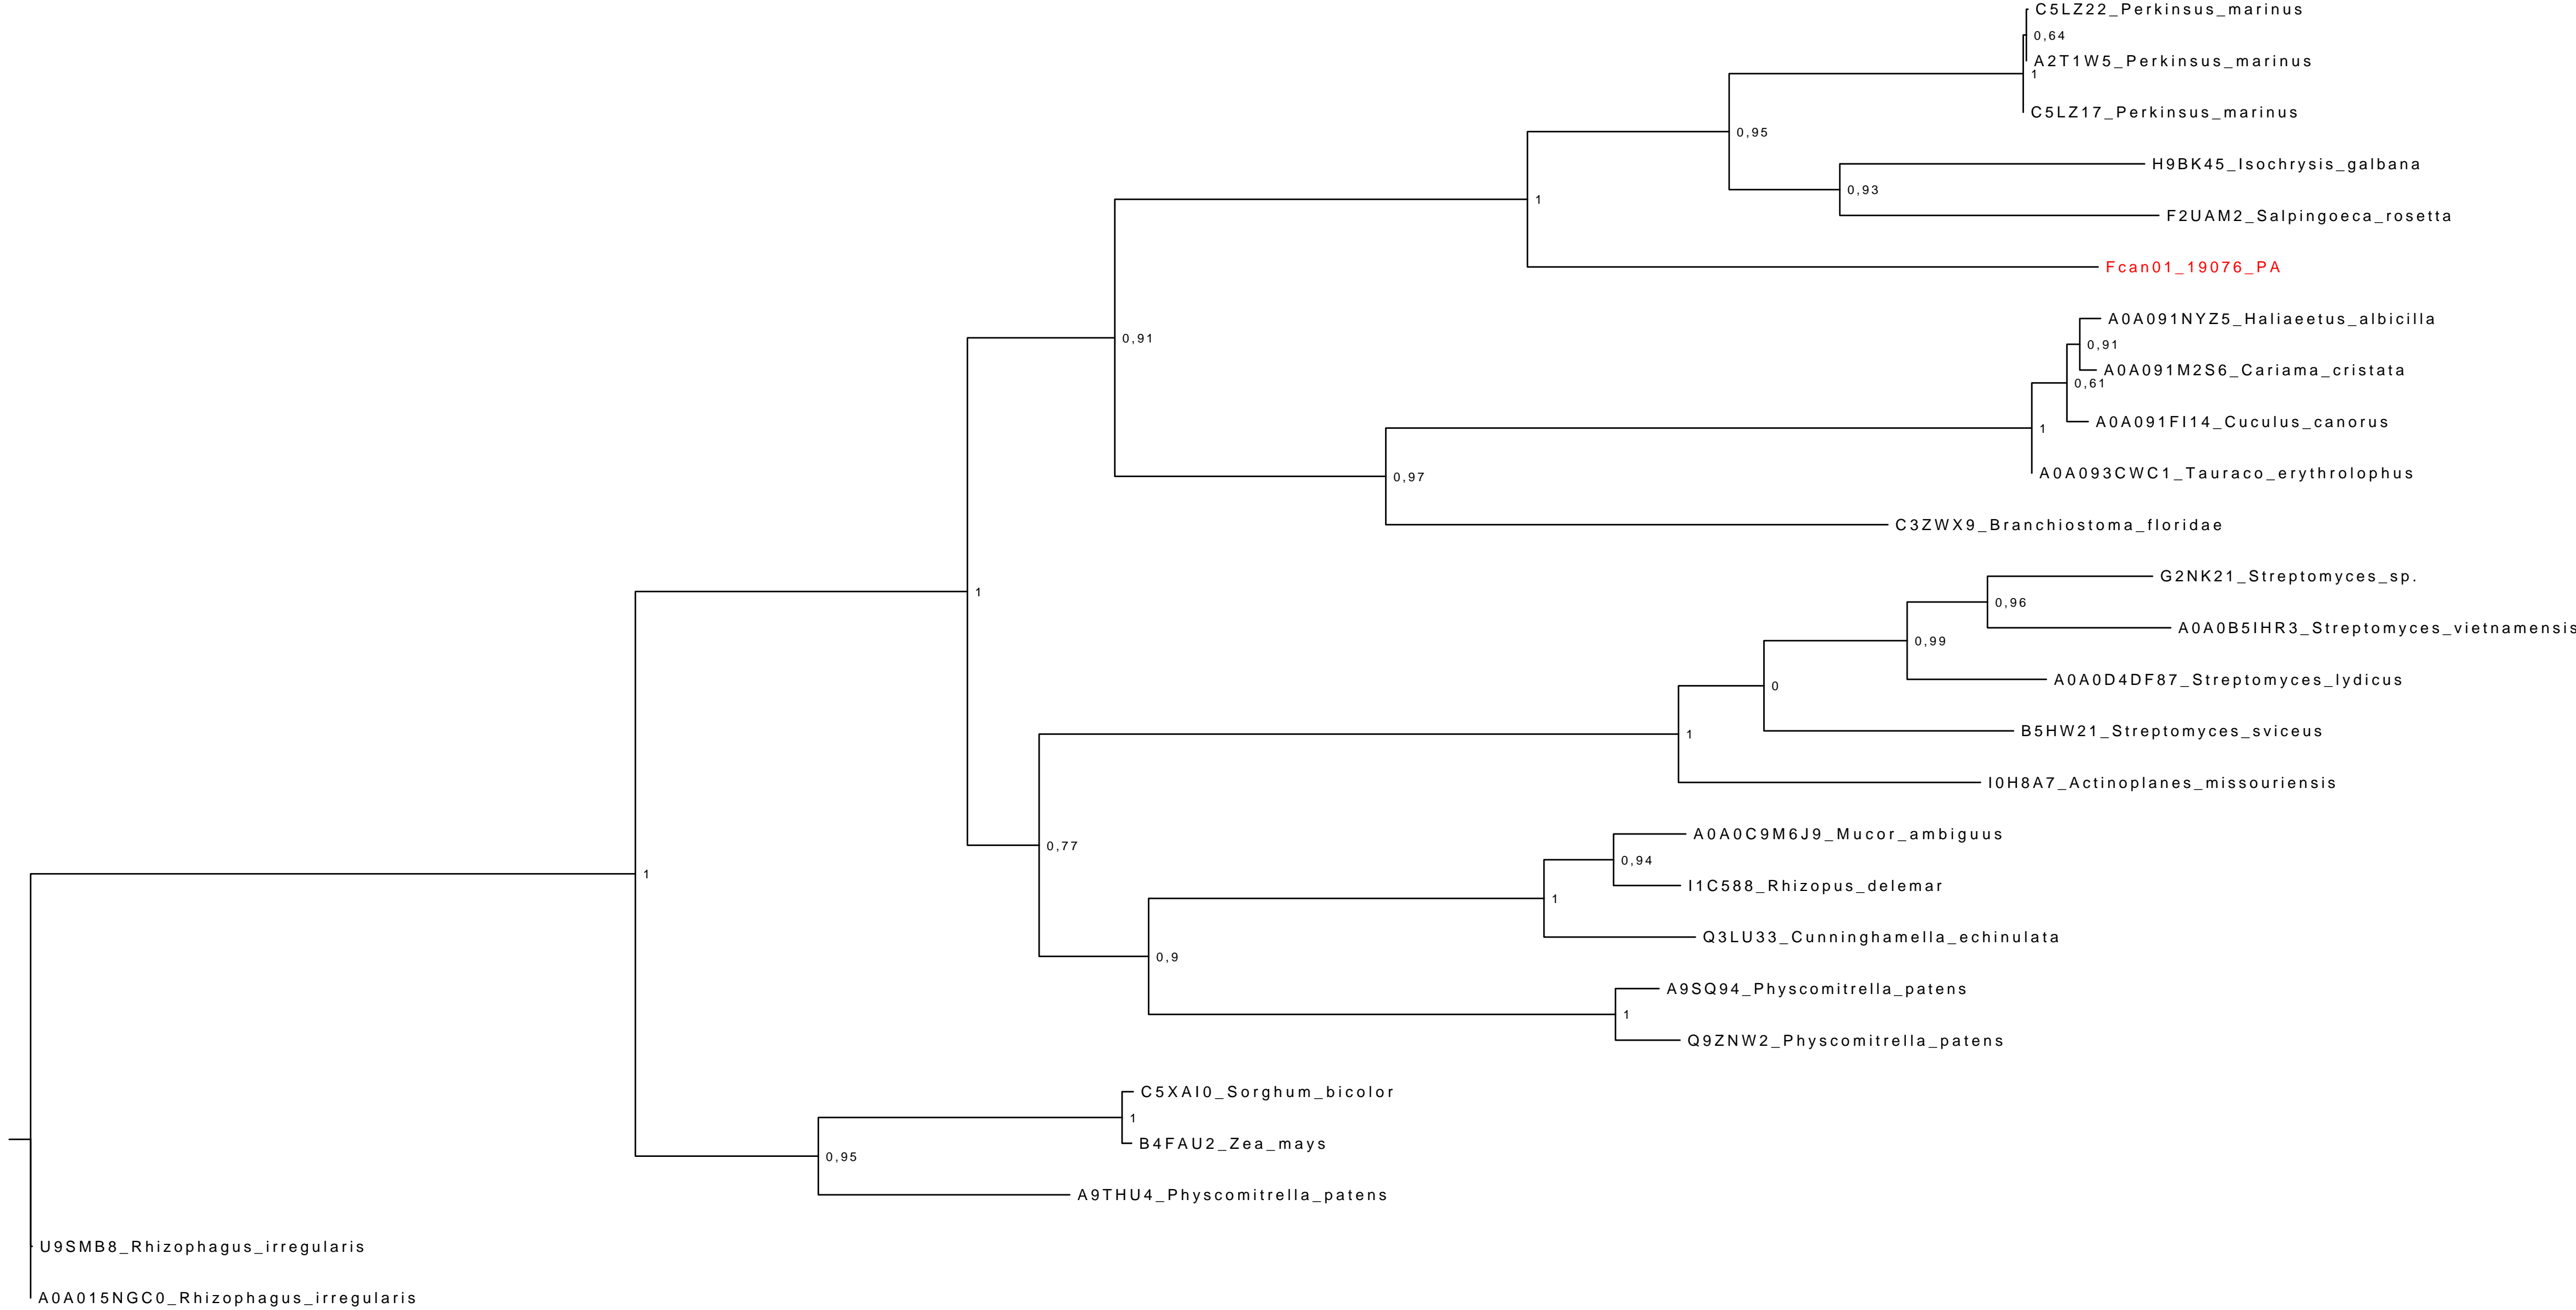 C5LZ22_Perkinsus_marinus
0,64
A2T1W5_Perkinsus_marinus
1
C5LZ17_Perkinsus_marinus
0,95
H9BK45_Isochrysis_galbana
0,93
1
F2UAM2_Salpingoeca_rosetta
Fcan01_19076_PA
A0A091NYZ5_Haliaeetus_albicilla
0,91
0,91
A0A091M2S6_Cariama_cristata
0,61
A0A091FI14_Cuculus_canorus
1
A0A093CWC1_Tauraco_erythrolophus
0,97
C3ZWX9_Branchiostoma_floridae
G2NK21_Streptomyces_sp.
1
0,96
A0A0B5IHR3_Streptomyces_vietnamensis
0,99
A0A0D4DF87_Streptomyces_lydicus
0
B5HW21_Streptomyces_sviceus
1
I0H8A7_Actinoplanes_missouriensis
A0A0C9M6J9_Mucor_ambiguus
0,77
0,94
1
I1C588_Rhizopus_delemar
1
Q3LU33_Cunninghamella_echinulata
0,9
A9SQ94_Physcomitrella_patens
1
Q9ZNW2_Physcomitrella_patens
C5XAI0_Sorghum_bicolor
1
B4FAU2_Zea_mays
0,95
A9THU4_Physcomitrella_patens
U9SMB8_Rhizophagus_irregularis
A0A015NGC0_Rhizophagus_irregularis